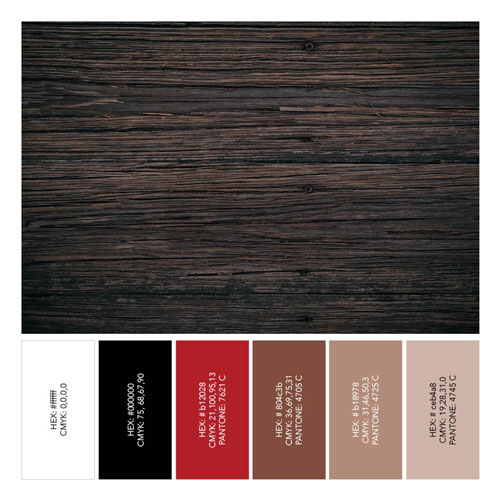 HEX: #ffffff
CMYK: 0,0,0,0
HEX: #000000
CMYK: 75, 68,67,90
HEX: # b12028
CMYK: 21,100,95,13
PANTONE: 7621 C
HEX: # 804c3b
CMYK: 36,69,75,31
PANTONE: 4705 C
HEX: # b18978
CMYK: 31,46,50,3
PANTONE: 4725 C
HEX: # ceb4a8
CMYK: 19,28,31,0
PANTONE: 4745 C